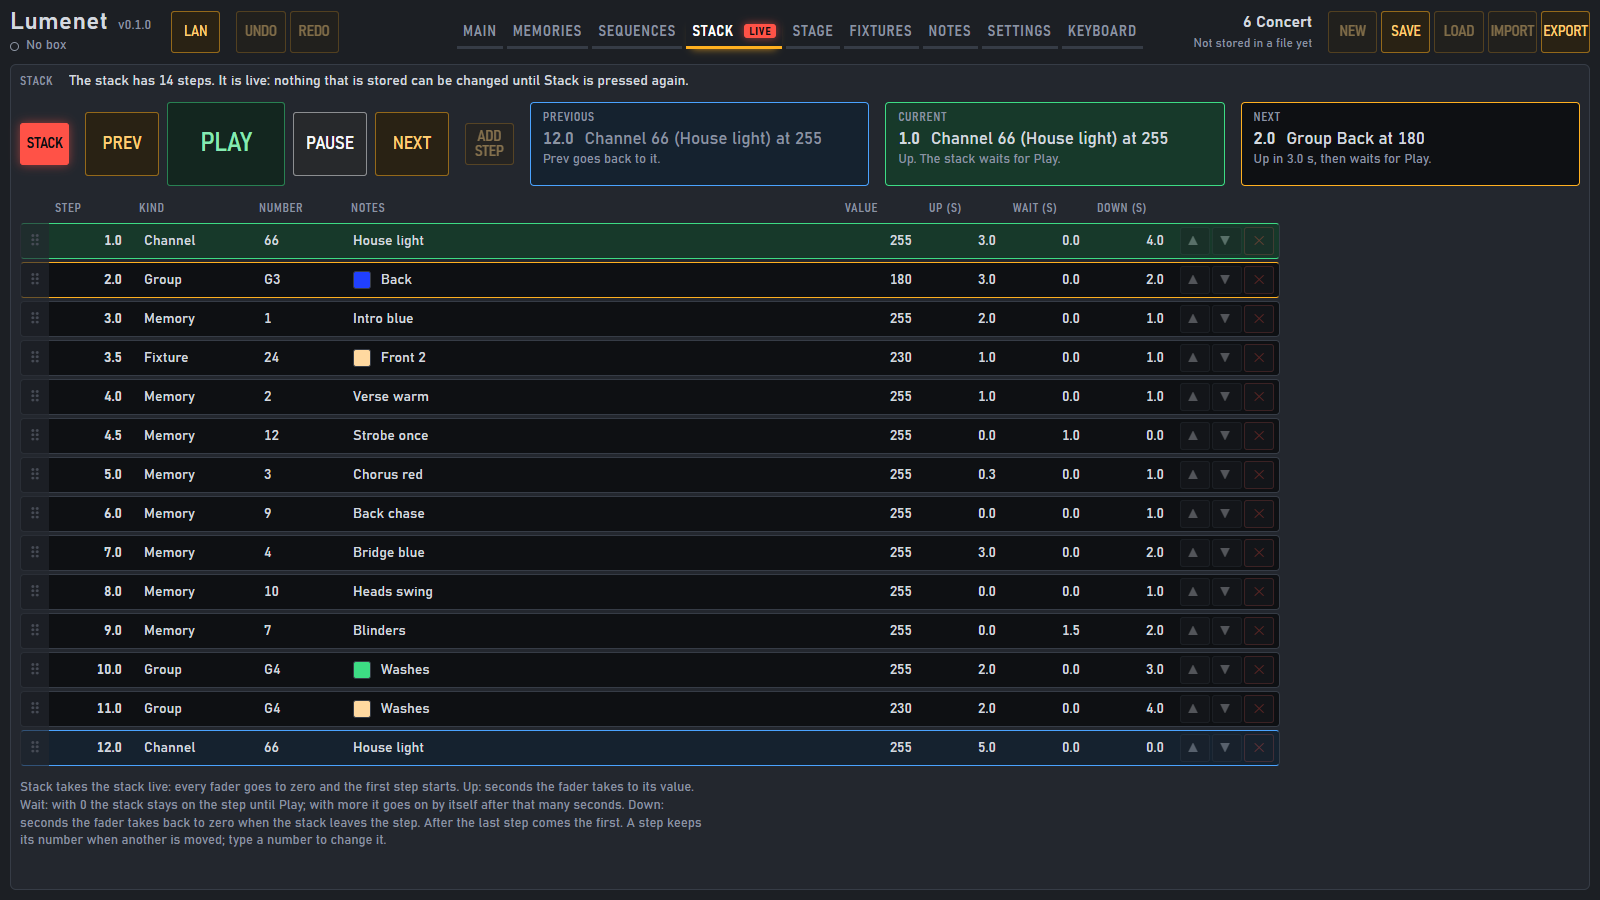 Lumenet v0.1.0
No box
LAN
UNDO
REDO
MAIN
MEMORIES
SEQUENCES
STACK LIVE
STAGE
FIXTURES
NOTES
SETTINGS
KEYBOARD
6 Concert
Not stored in a file yet
NEW
SAVE
LOAD
IMPORT
EXPORT
STACK The stack has 14 steps. It is live: nothing that is stored can be changed until Stack is pressed again.
STACK
PREV
PLAY
PAUSE
NEXT
ADD
STEP
PREVIOUS
12.0 Channel 66 (House light) at 255
Prev goes back to it.
CURRENT
1.0 Channel 66 (House light) at 255
Up. The stack waits for Play.
NEXT
2.0 Group Back at 180
Up in 3.0 s, then waits for Play.
STEP KIND NUMBER NOTES VALUE UP (S) WAIT (S) DOWN (S)
1.0 Channel 66 House light 255 3.0 0.0 4.0
2.0 Group G3 Back 180 3.0 0.0 2.0
3.0 Memory 1 Intro blue 255 2.0 0.0 1.0
3.5 Fixture 24 Front 2 230 1.0 0.0 1.0
4.0 Memory 2 Verse warm 255 1.0 0.0 1.0
4.5 Memory 12 Strobe once 255 0.0 1.0 0.0
5.0 Memory 3 Chorus red 255 0.3 0.0 1.0
6.0 Memory 9 Back chase 255 0.0 0.0 1.0
7.0 Memory 4 Bridge blue 255 3.0 0.0 2.0
8.0 Memory 10 Heads swing 255 0.0 0.0 1.0
9.0 Memory 7 Blinders 255 0.0 1.5 2.0
10.0 Group G4 Washes 255 2.0 0.0 3.0
11.0 Group G4 Washes 230 2.0 0.0 4.0
12.0 Channel 66 House light 255 5.0 0.0 0.0
Stack takes the stack live: every fader goes to zero and the first step starts. Up: seconds the fader takes to its value.
Wait: with 0 the stack stays on the step until Play; with more it goes on by itself after that many seconds. Down:
seconds the fader takes back to zero when the stack leaves the step. After the last step comes the first. A step keeps
its number when another is moved; type a number to change it.